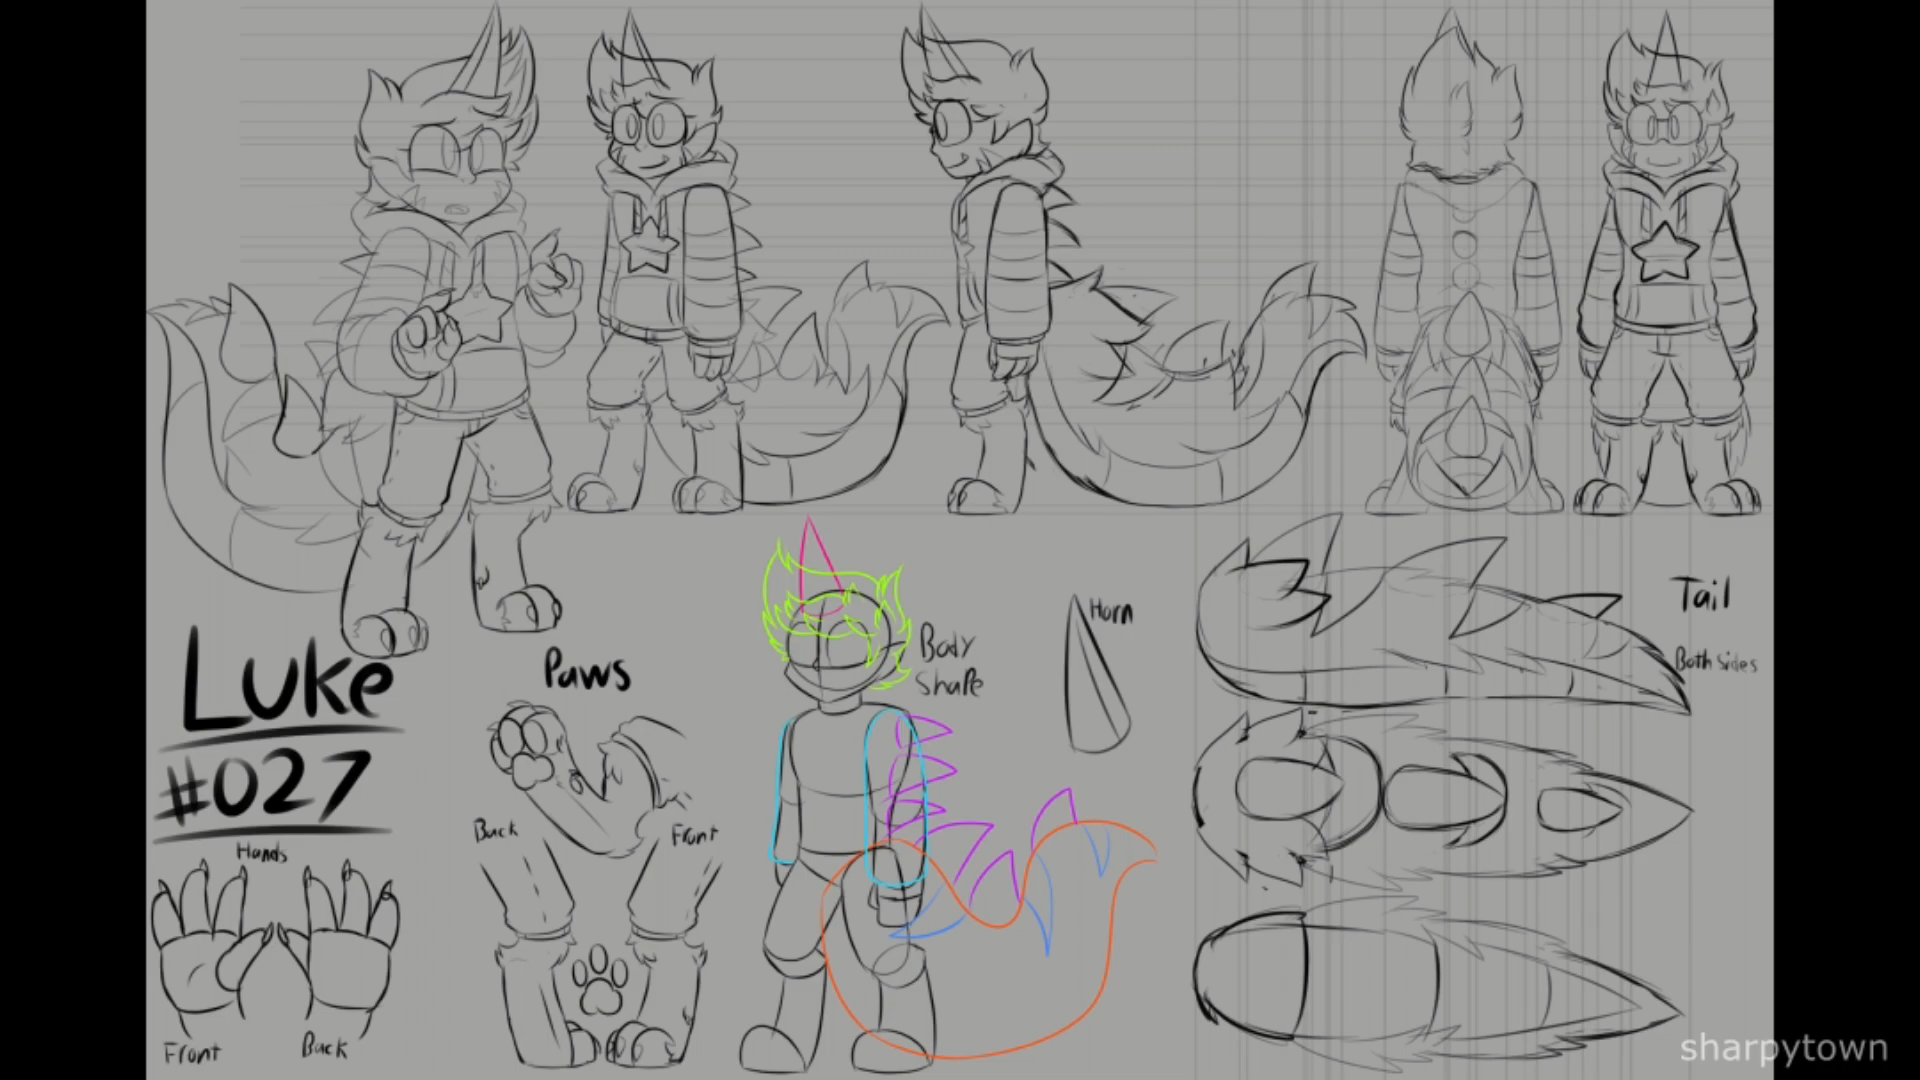 Luke
#027
Hands
Front
Back
Paws
Back
Front
Body
Shape
Horn
Tail
Both Sides
sharpytown